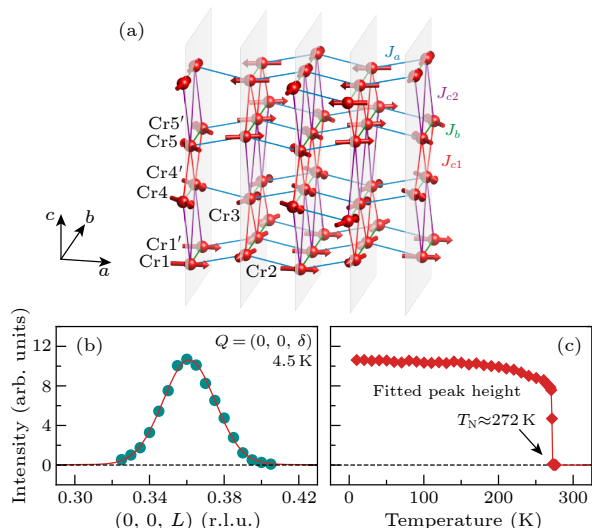 (a)
J_a
J_c2
Cr5′
J_b
Cr5
Cr4′
J_c1
Cr4
Cr3
c
b
a
Cr1′
Cr1
Cr2
(b)
Q = (0, 0, δ)
4.5 K
(c)
Fitted peak height
T_N≈272 K
Intensity (arb. units)
12
8
4
0
0.30 0.34 0.38 0.42
(0, 0, L) (r.l.u.)
0 100 200 300
Temperature (K)